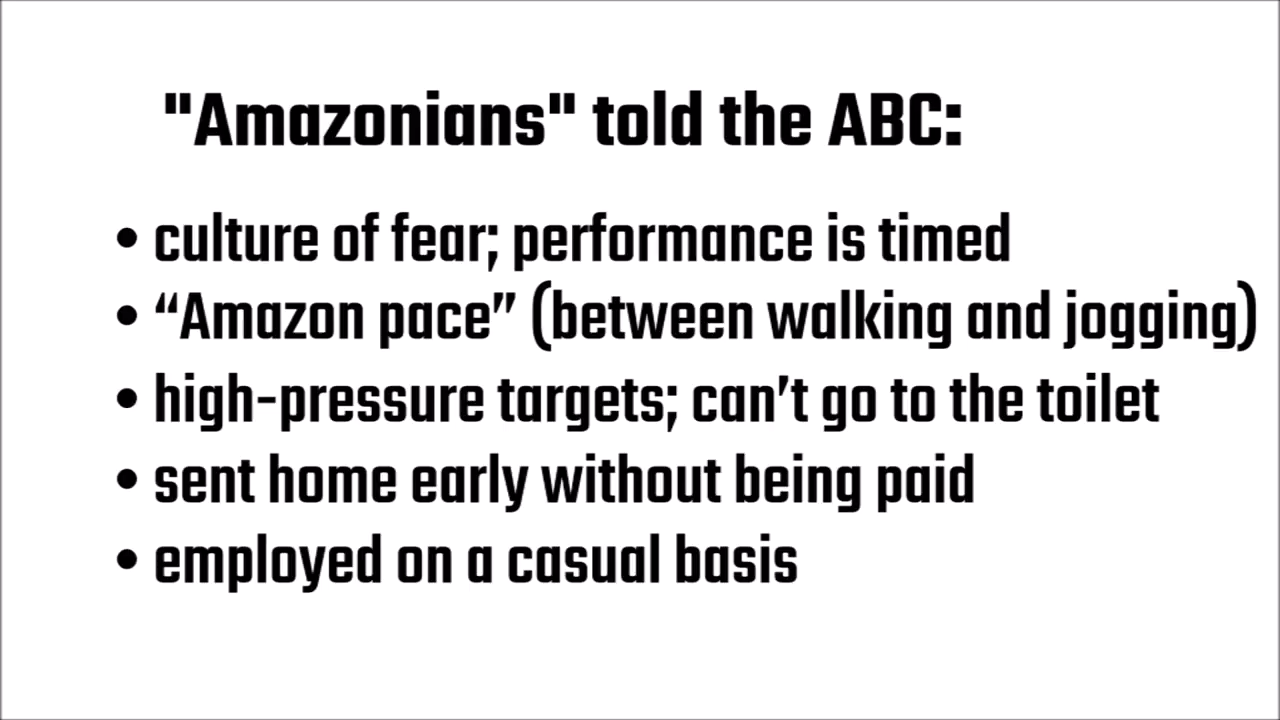 "Amazonians" told the ABC:
• culture of fear; performance is timed
• “Amazon pace” (between walking and jogging)
• high-pressure targets; can’t go to the toilet
• sent home early without being paid
• employed on a casual basis